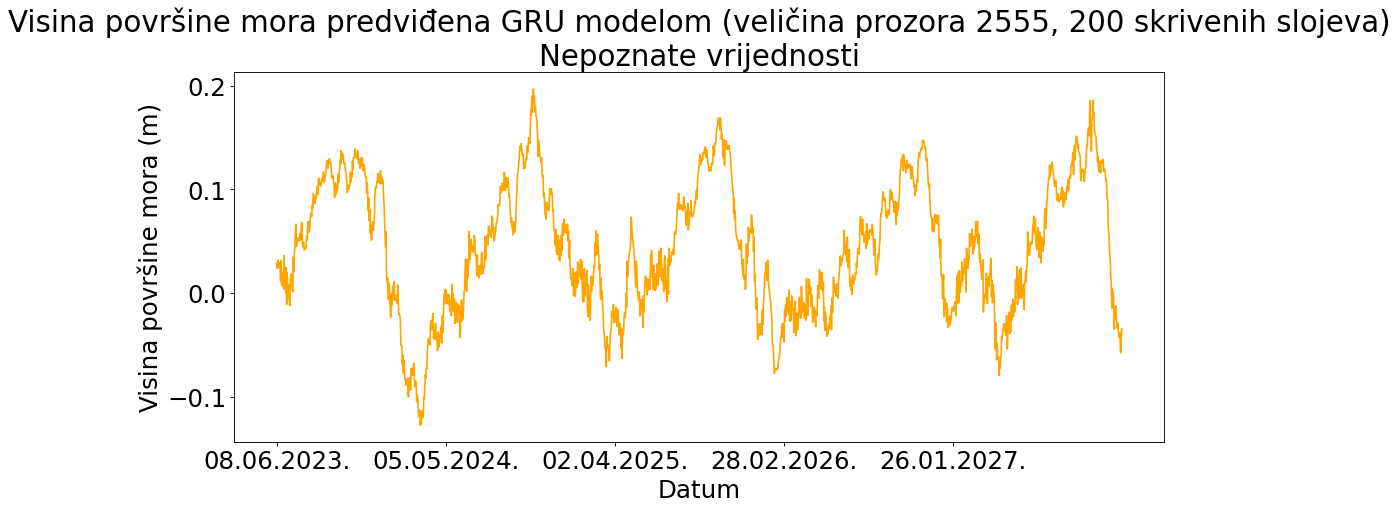 Visina površine mora predviđena GRU modelom (veličina prozora 2555, 200 skrivenih slojeva)
Nepoznate vrijednosti
Visina površine mora (m)
0.2
0.1
0.0
−0.1
08.06.2023. 05.05.2024. 02.04.2025. 28.02.2026. 26.01.2027.
Datum